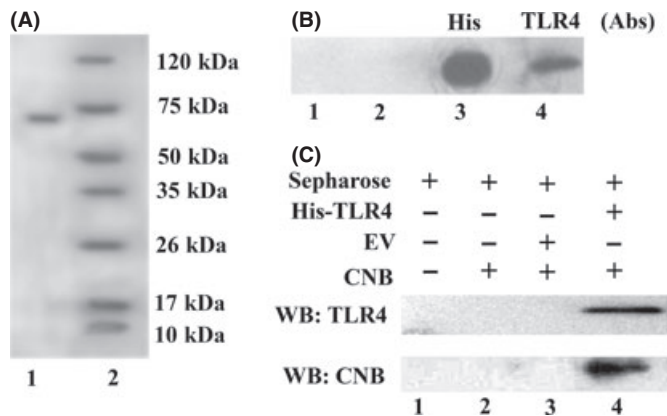 (A)
120 kDa
75 kDa
50 kDa
35 kDa
26 kDa
17 kDa
10 kDa
1 2
(B) His TLR4 (Abs)
1 2 3 4
(C)
Sepharose + + + +
His-TLR4 − − − +
EV − − + −
CNB − + + +
WB: TLR4
WB: CNB
1 2 3 4